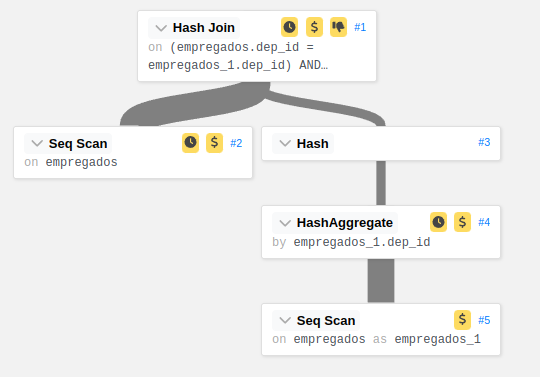 Hash Join $ #1
on (empregados.dep_id =
empregados_1.dep_id) AND…
Seq Scan $ #2
on empregados
Hash #3
HashAggregate $ #4
by empregados_1.dep_id
Seq Scan $ #5
on empregados as empregados_1